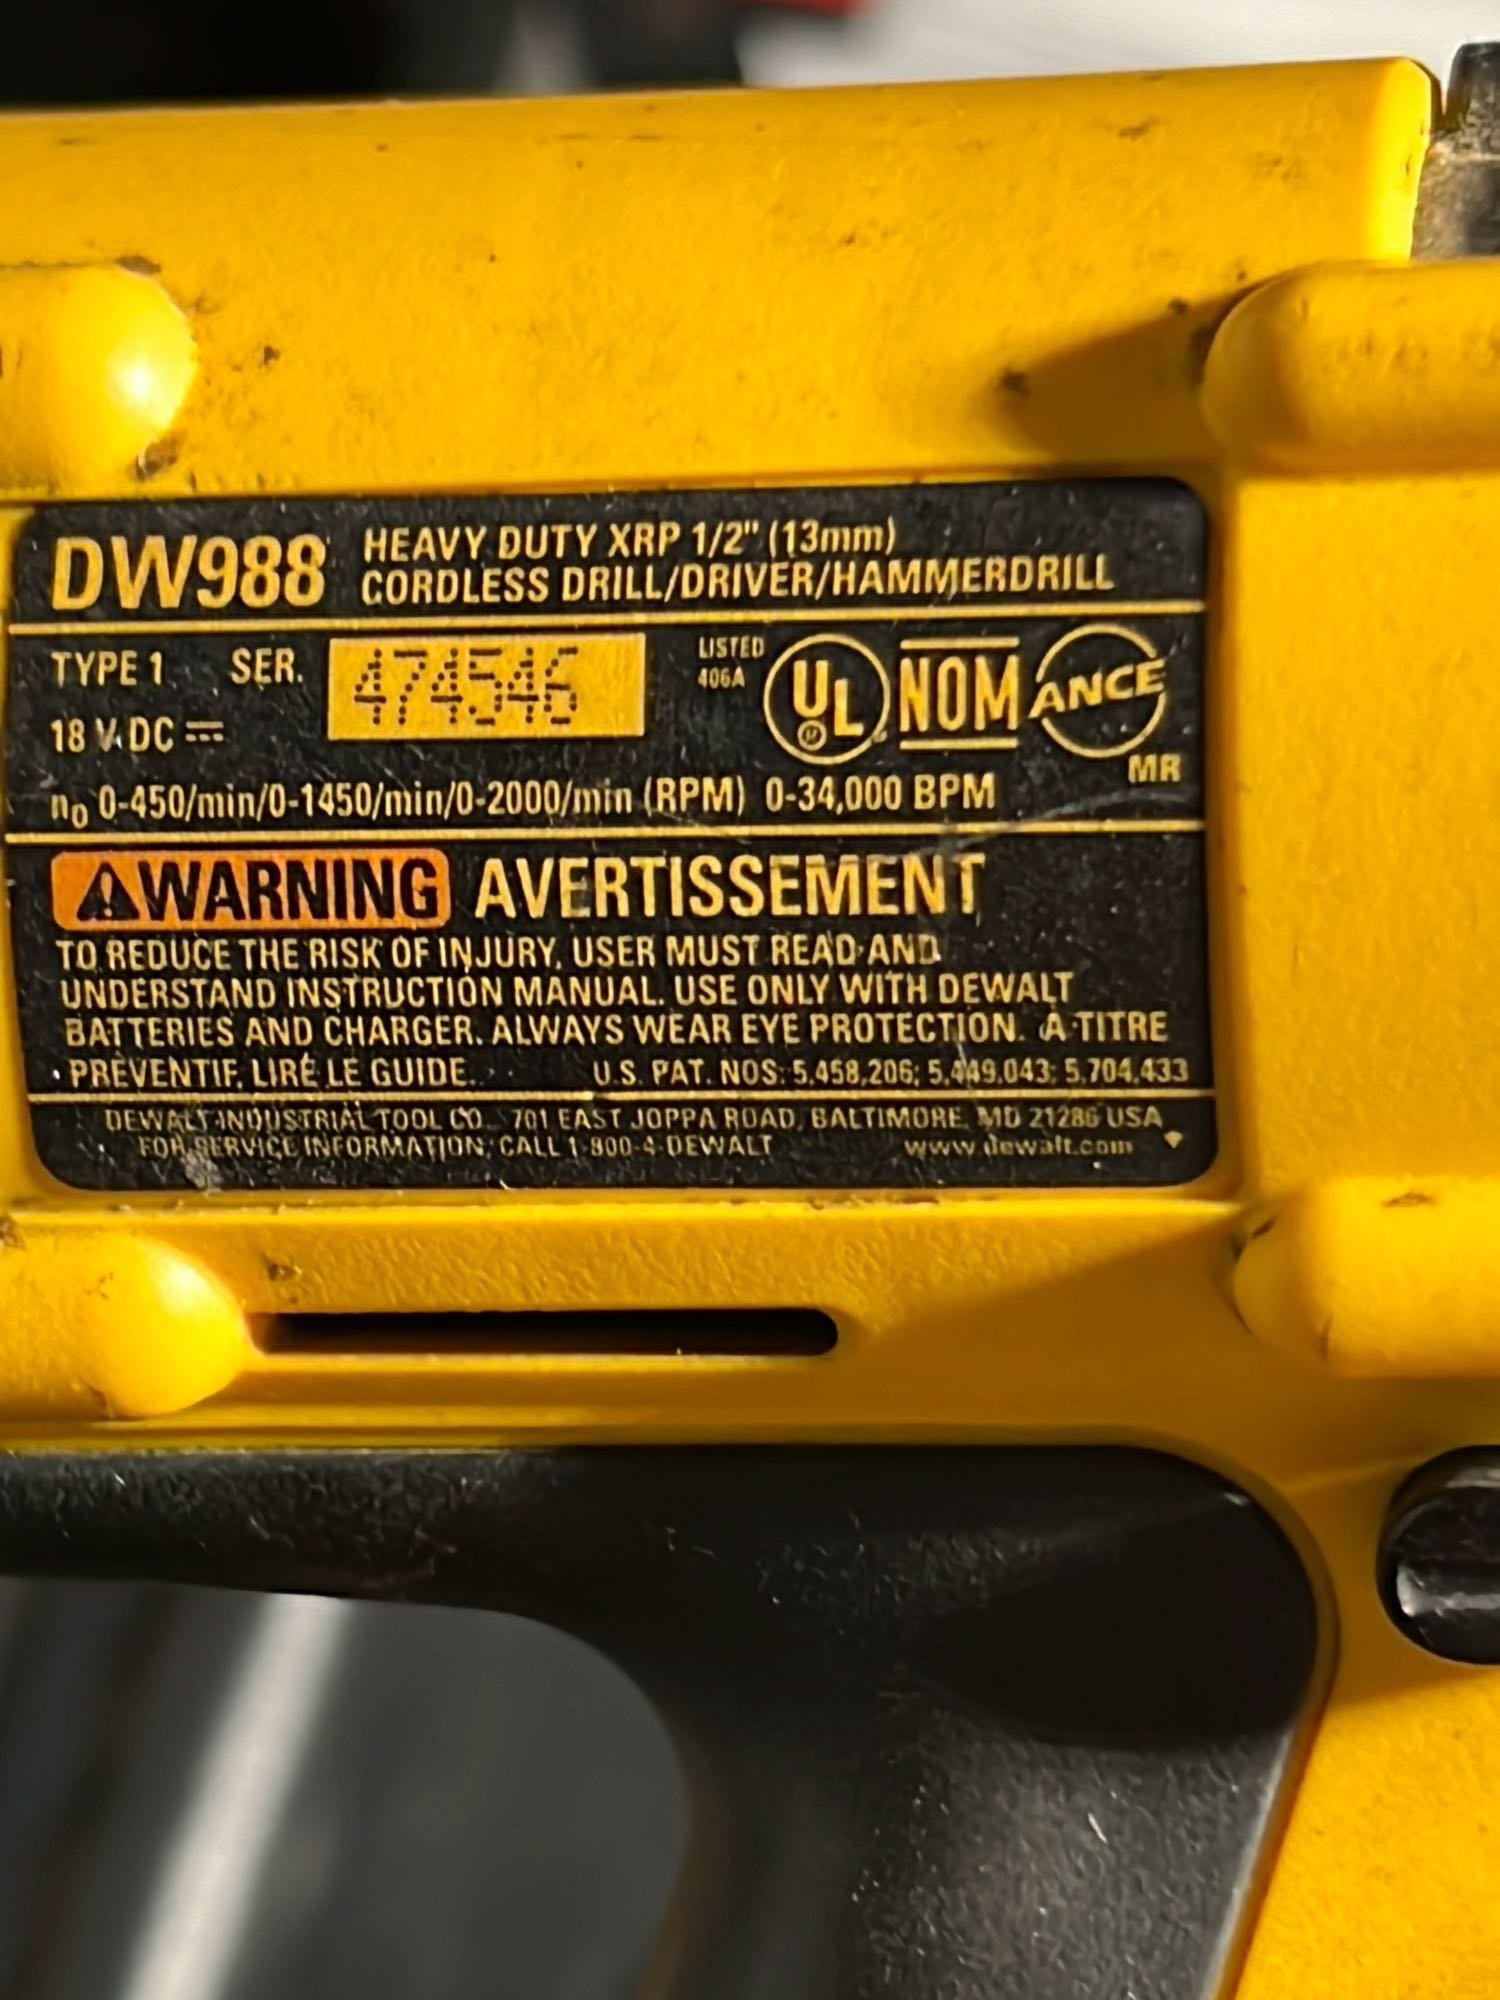 DW988 HEAVY DUTY XRP 1/2" (13mm)
CORDLESS DRILL/DRIVER/HAMMERDRILL
TYPE 1 SER. 474546
18 V DC
LISTED
406A
UL
NOM
ANCE
MR
n0 0-450/min/0-1450/min/0-2000/min (RPM) 0-34,000 BPM
WARNING AVERTISSEMENT
TO REDUCE THE RISK OF INJURY, USER MUST READ AND
UNDERSTAND INSTRUCTION MANUAL. USE ONLY WITH DEWALT
BATTERIES AND CHARGER. ALWAYS WEAR EYE PROTECTION. À TITRE
PRÉVENTIF, LIRE LE GUIDE. U.S. PAT. NOS. 5,458,206; 5,449,043; 5,704,433
DEWALT INDUSTRIAL TOOL CO. 701 EAST JOPPA ROAD, BALTIMORE, MD 21286 USA
FOR SERVICE INFORMATION, CALL 1-800-4-DEWALT www.dewalt.com